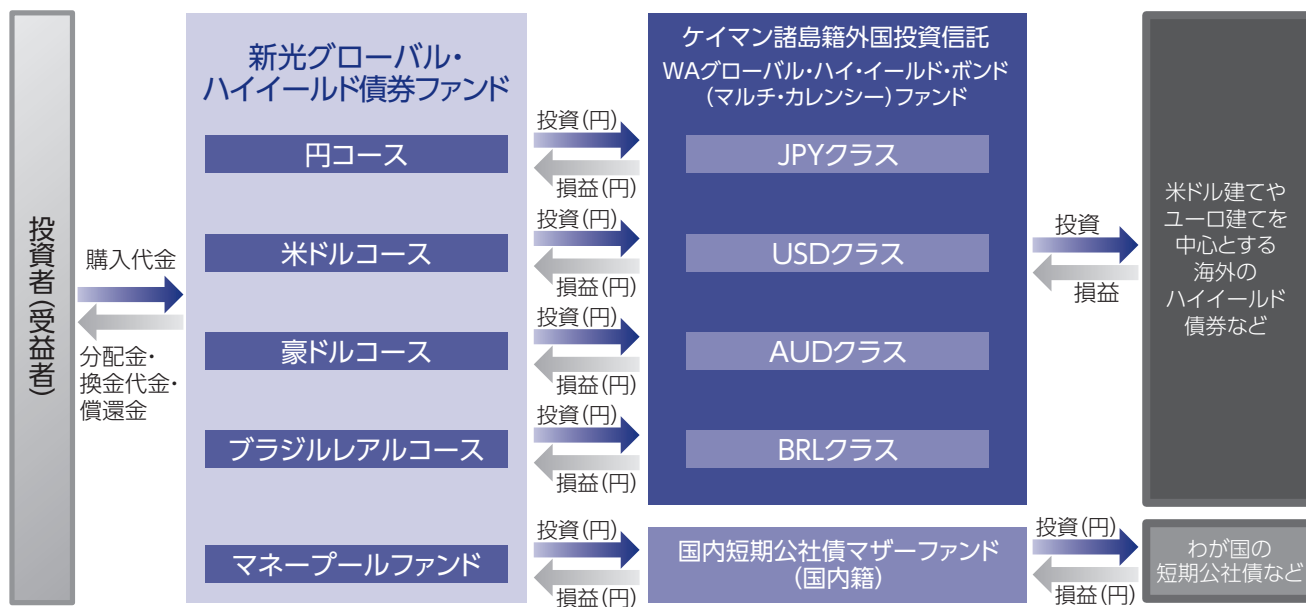 投資者(受益者)
購入代金
分配金・
換金代金・
償還金
新光グローバル・
ハイイールド債券ファンド
円コース
米ドルコース
豪ドルコース
ブラジルレアルコース
マネープールファンド
投資(円)
損益(円)
投資(円)
損益(円)
投資(円)
損益(円)
投資(円)
損益(円)
投資(円)
損益(円)
ケイマン諸島籍外国投資信託
WAグローバル・ハイ・イールド・ボンド
(マルチ・カレンシー)ファンド
JPYクラス
USDクラス
AUDクラス
BRLクラス
国内短期公社債マザーファンド
(国内籍)
投資
損益
投資(円)
損益(円)
米ドル建てや
ユーロ建てを
中心とする
海外の
ハイイールド
債券など
わが国の
短期公社債など